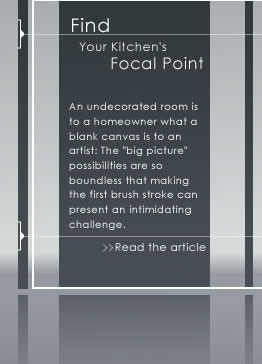 Find
Your Kitchen's
Focal Point
An undecorated room is
to a homeowner what a
blank canvas is to an
artist: The "big picture"
possibilities are so
boundless that making
the first brush stroke can
present an intimidating
challenge.
>>Read the article